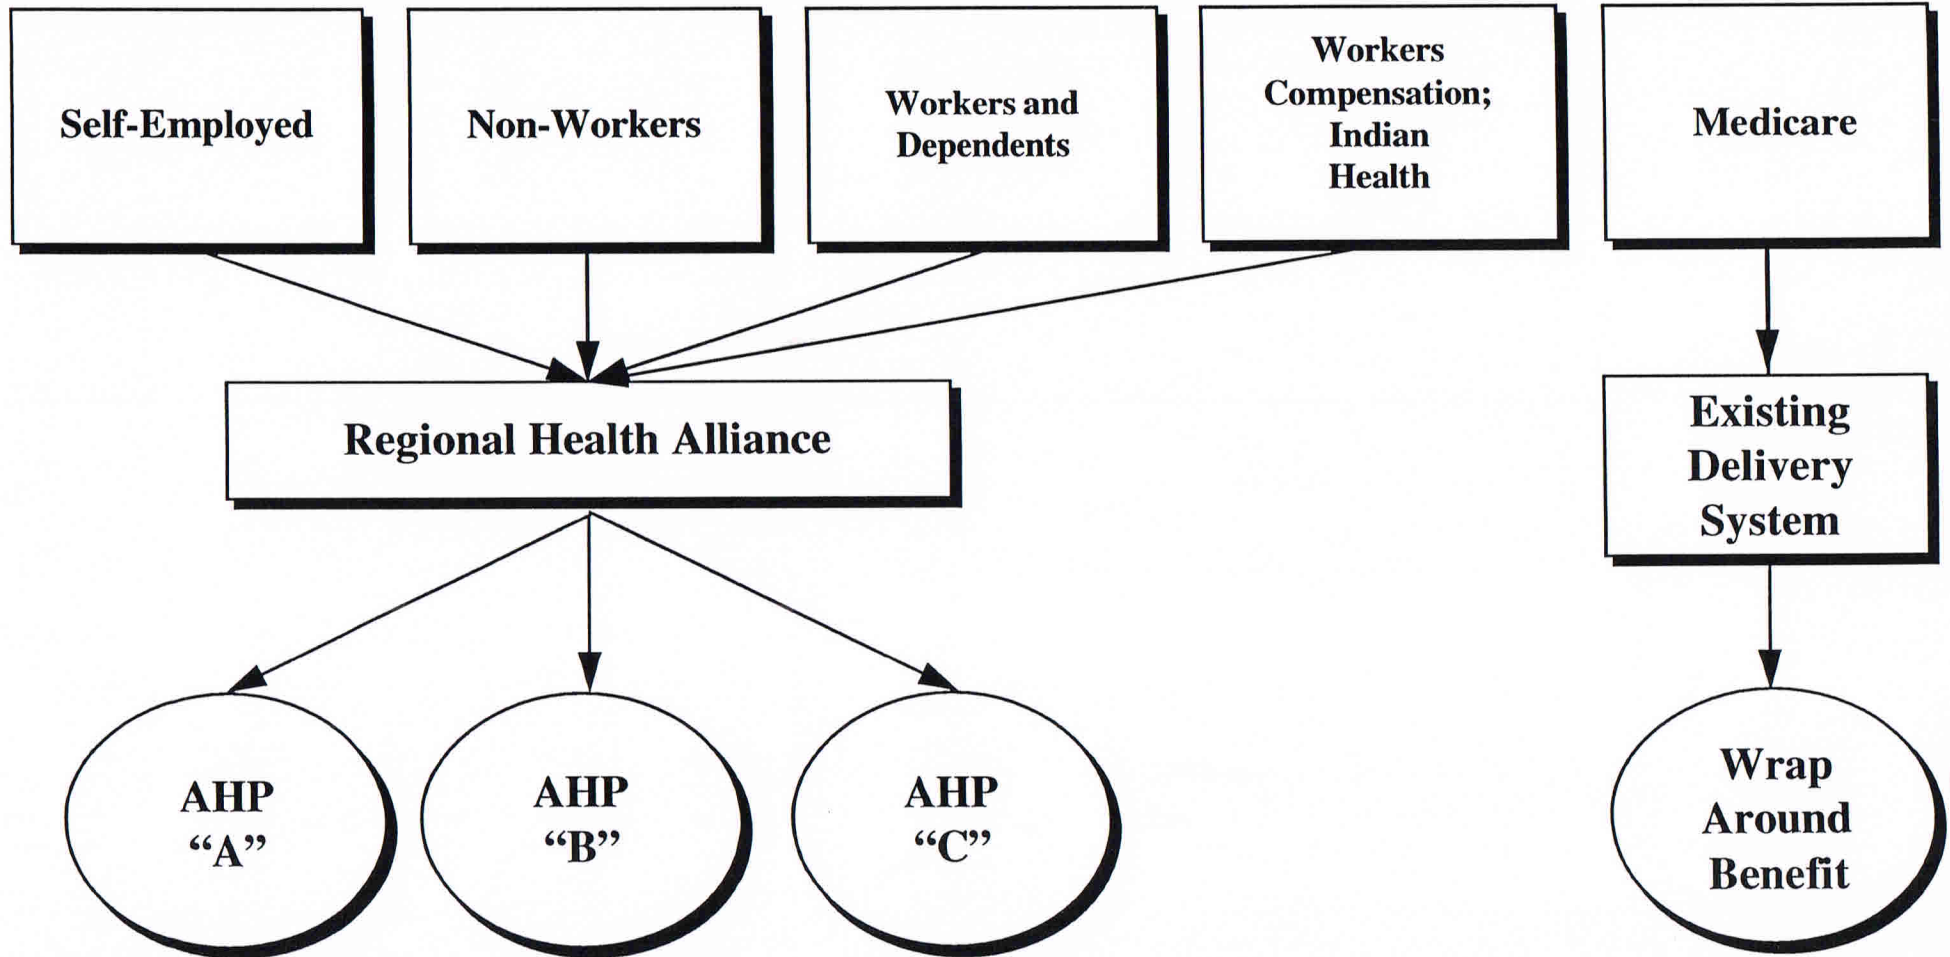 Self-Employed
Non-Workers
Workers and
Dependents
Workers
Compensation;
Indian
Health
Medicare
Regional Health Alliance
Existing
Delivery
System
AHP
“A”
AHP
“B”
AHP
“C”
Wrap
Around
Benefit